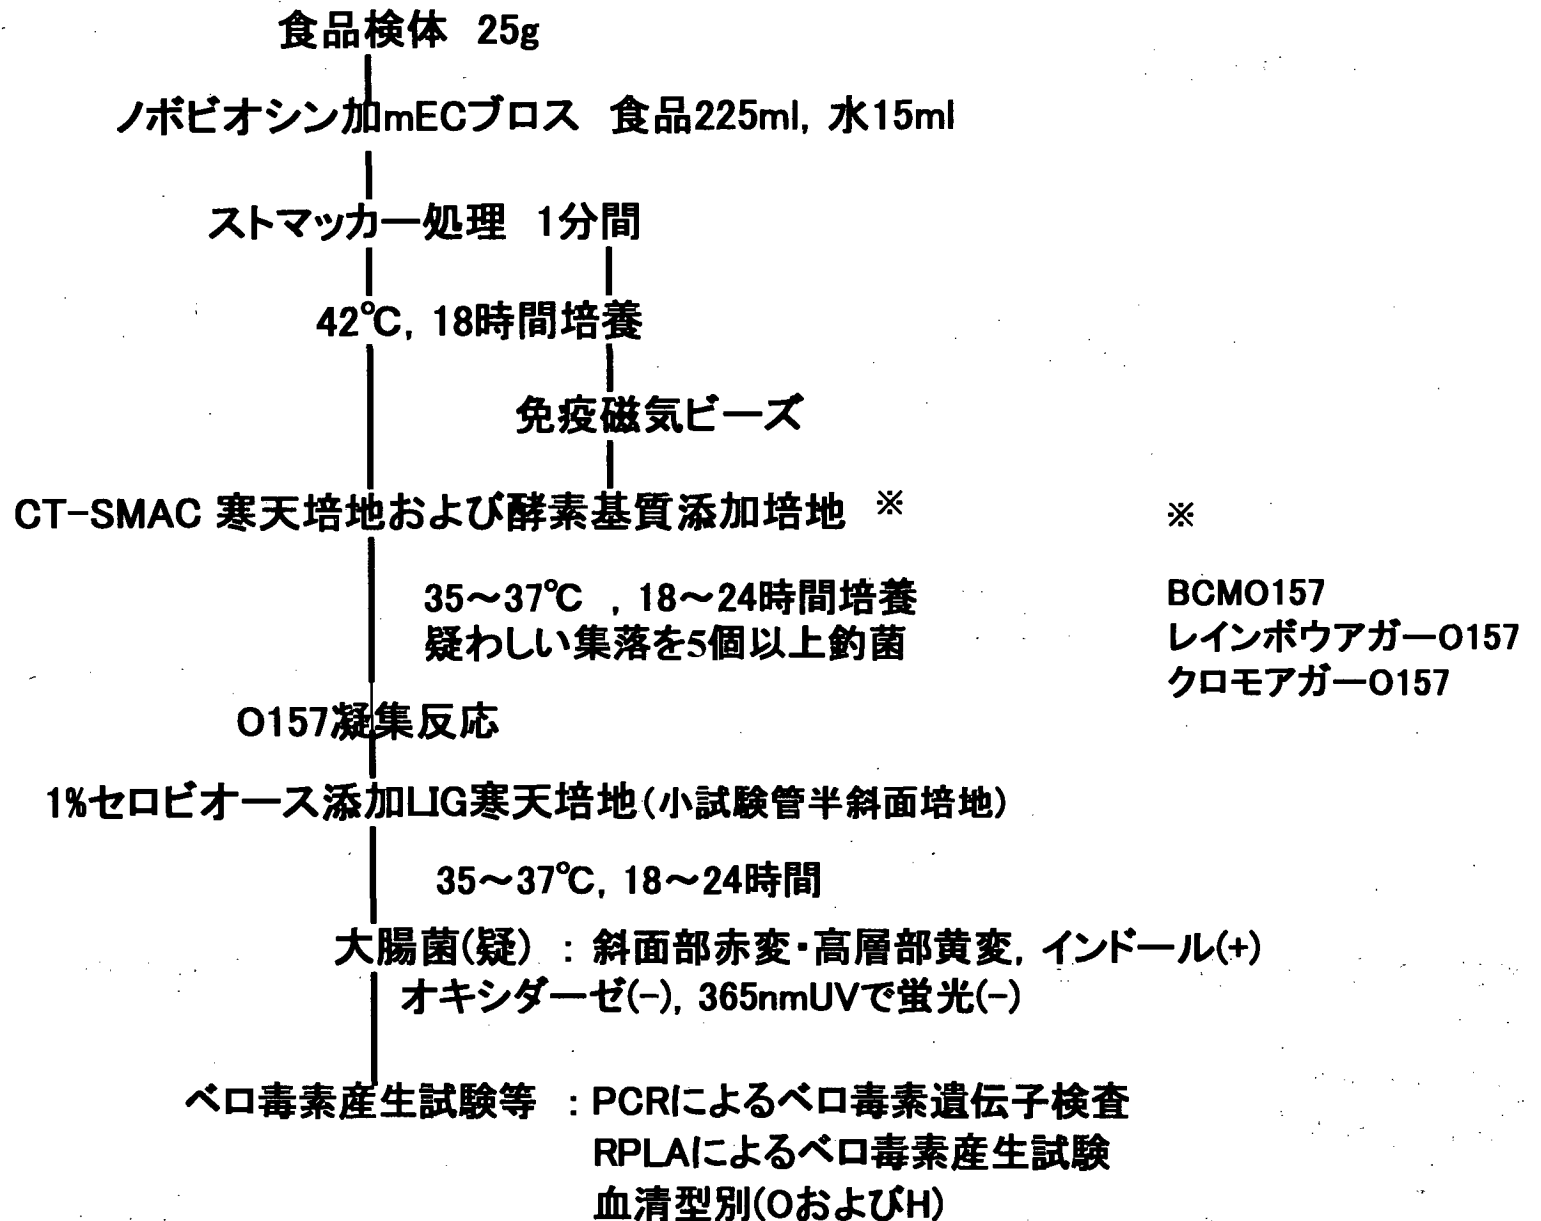 食品検体 25g
ノボビオシン加mECブロス 食品225ml, 水15ml
ストマッカー処理 1分間
42℃, 18時間培養
免疫磁気ビーズ
CT-SMAC 寒天培地および酵素基質添加培地 ※
35～37℃ , 18～24時間培養
疑わしい集落を5個以上釣菌
※
BCMO157
レインボウアガーO157
クロモアガーO157
O157凝集反応
1%セロビオース添加LIG寒天培地(小試験管半斜面培地)
35～37℃, 18～24時間
大腸菌(疑) : 斜面部赤変・高層部黄変, インドール(+)
オキシダーゼ(-), 365nmUVで蛍光(-)
ベロ毒素産生試験等 : PCRによるベロ毒素遺伝子検査
RPLAによるベロ毒素産生試験
血清型別(OおよびH)